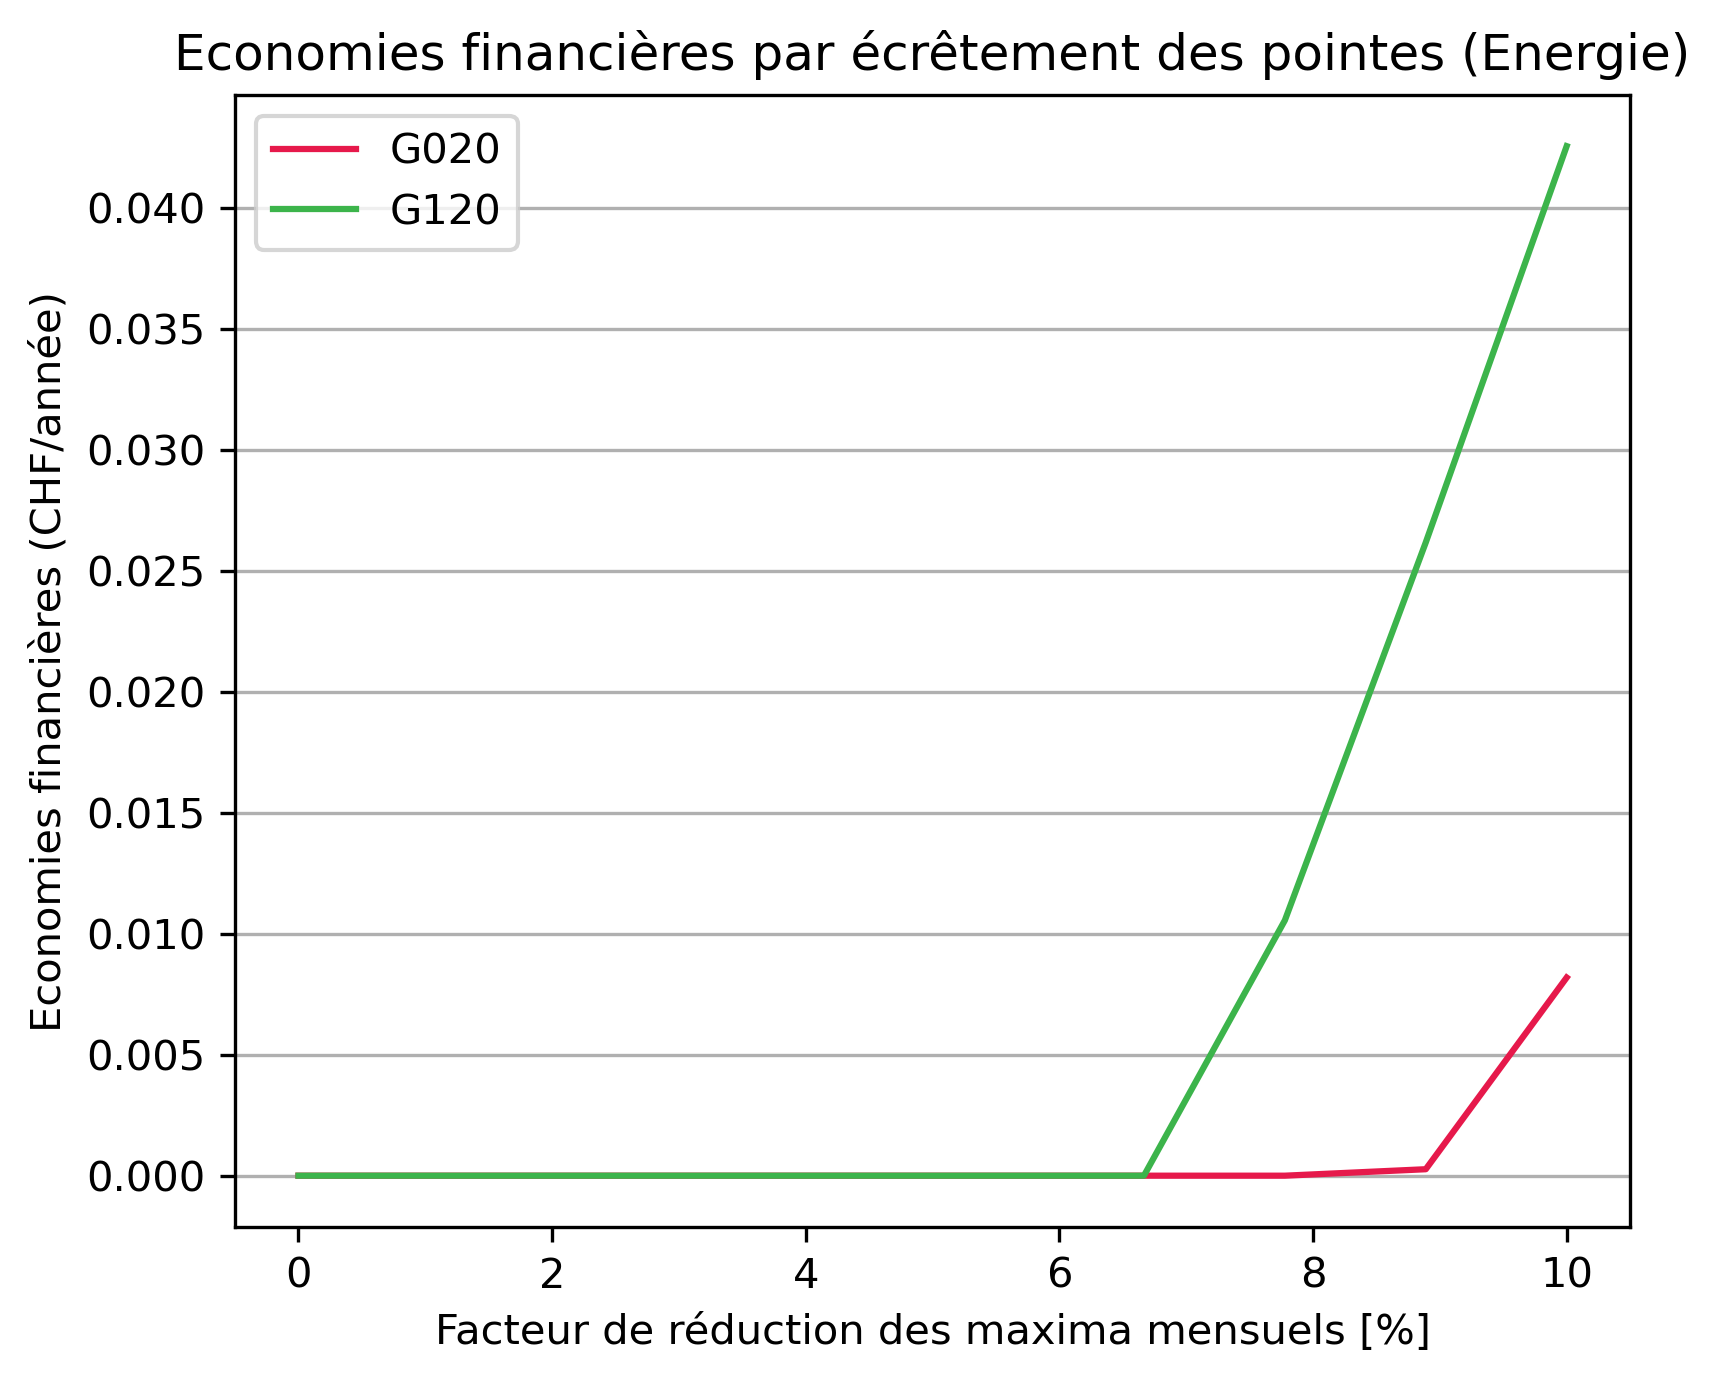 Economies financières par écrêtement des pointes (Energie)
G020
G120
Economies financières (CHF/année)
0.040
0.035
0.030
0.025
0.020
0.015
0.010
0.005
0.000
0 2 4 6 8 10
Facteur de réduction des maxima mensuels [%]